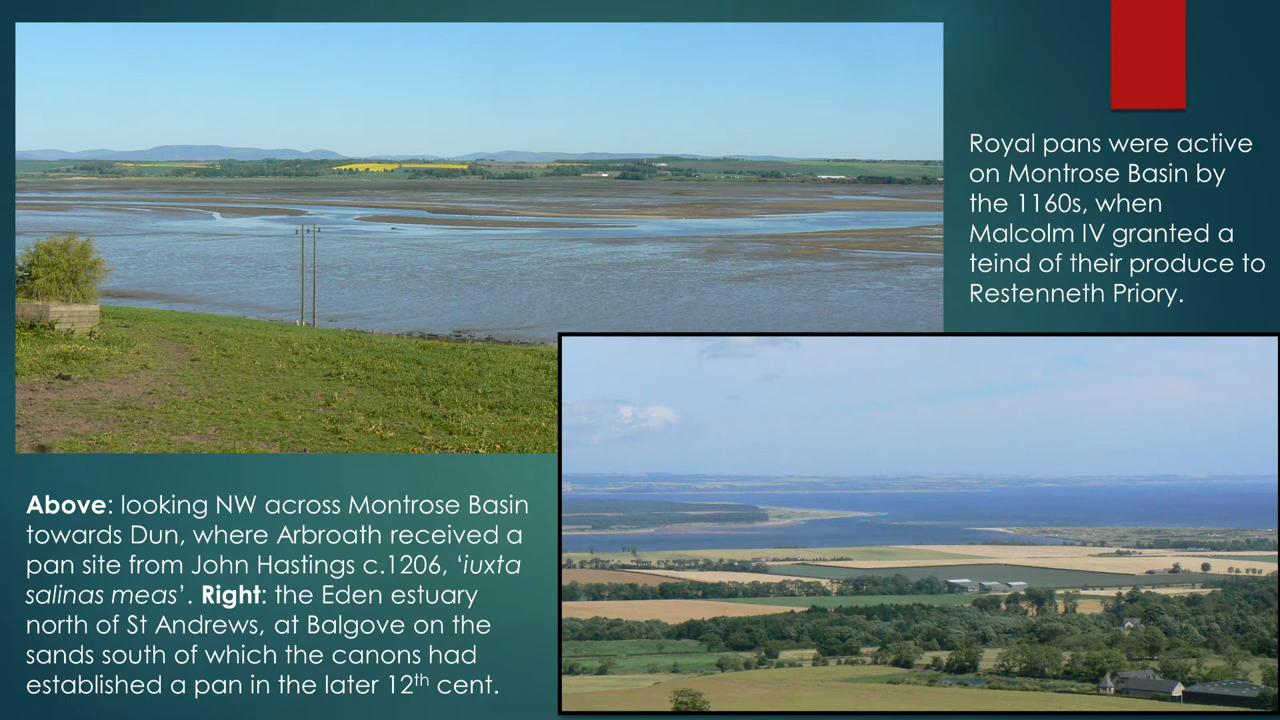 Royal pans were active
on Montrose Basin by
the 1160s, when
Malcolm IV granted a
teind of their produce to
Restenneth Priory.
Above: looking NW across Montrose Basin
towards Dun, where Arbroath received a
pan site from John Hastings c.1206, ‘iuxta
salinas meas’. Right: the Eden estuary
north of St Andrews, at Balgove on the
sands south of which the canons had
established a pan in the later 12th cent.